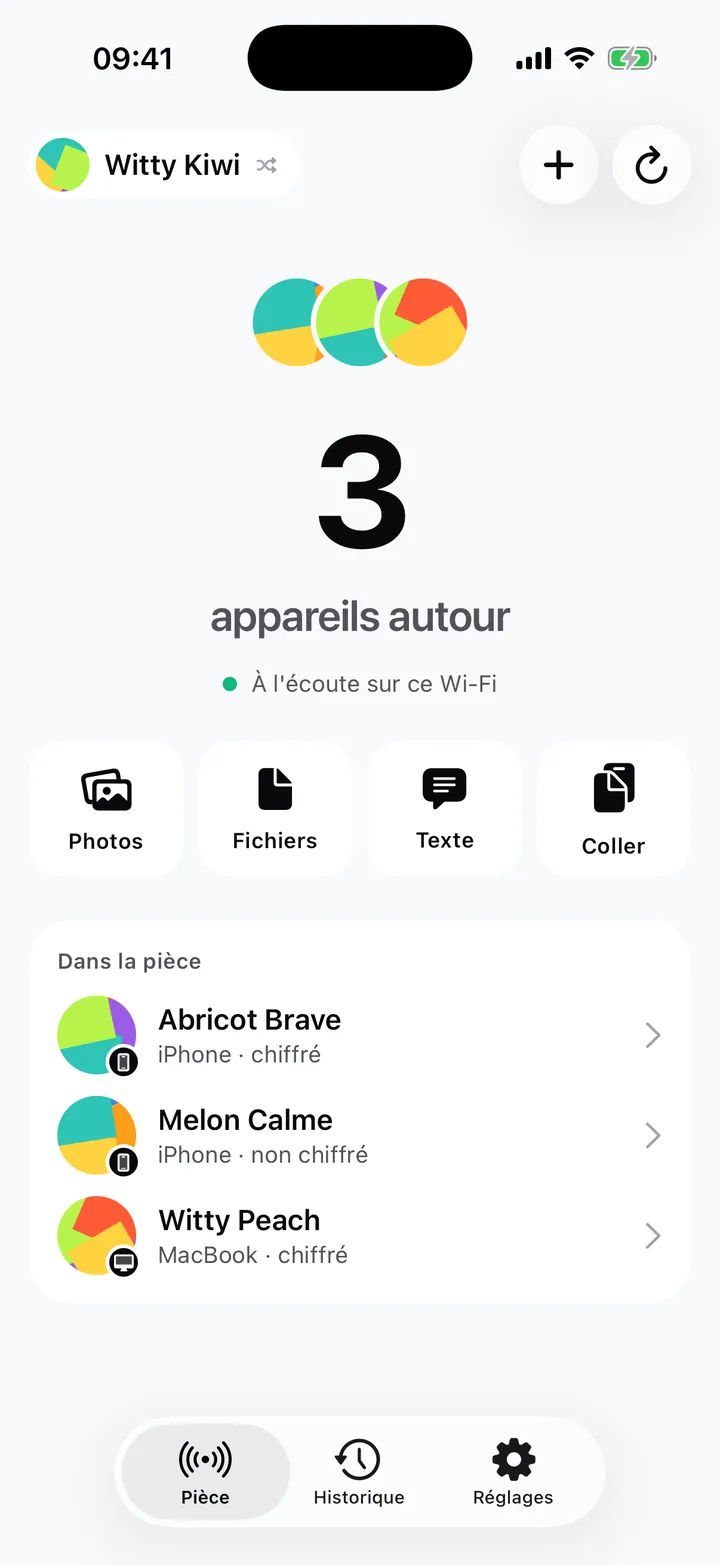 09:41
Witty Kiwi
3
appareils autour
À l'écoute sur ce Wi-Fi
Photos
Fichiers
Texte
Coller
Dans la pièce
Abricot Brave
iPhone · chiffré
Melon Calme
iPhone · non chiffré
Witty Peach
MacBook · chiffré
Pièce
Historique
Réglages